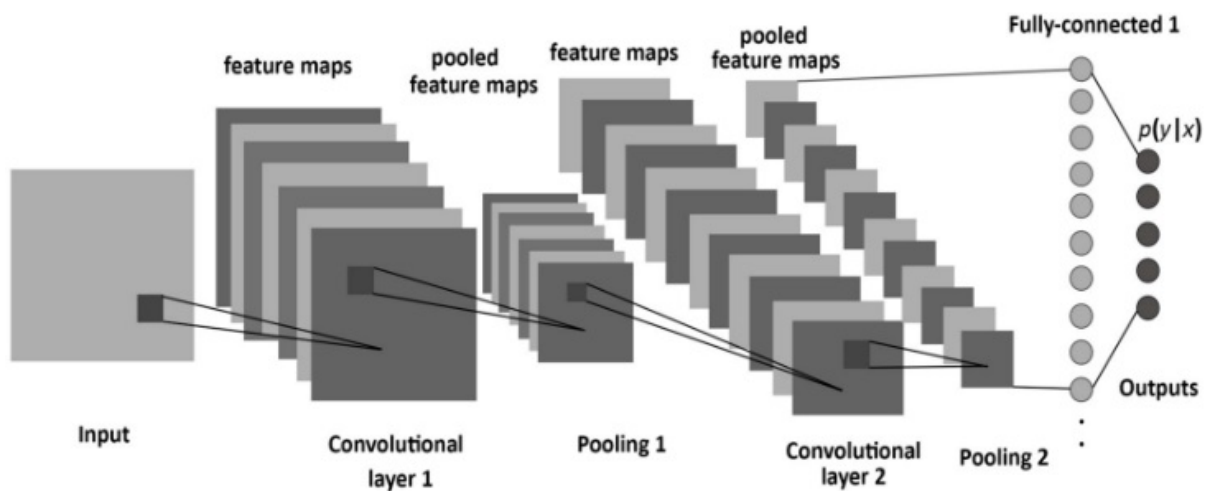 Fully-connected 1
pooled
feature maps
feature maps
pooled
feature maps
feature maps
p(y|x)
Input
Convolutional
layer 1
Pooling 1
Convolutional
layer 2
Pooling 2
Outputs